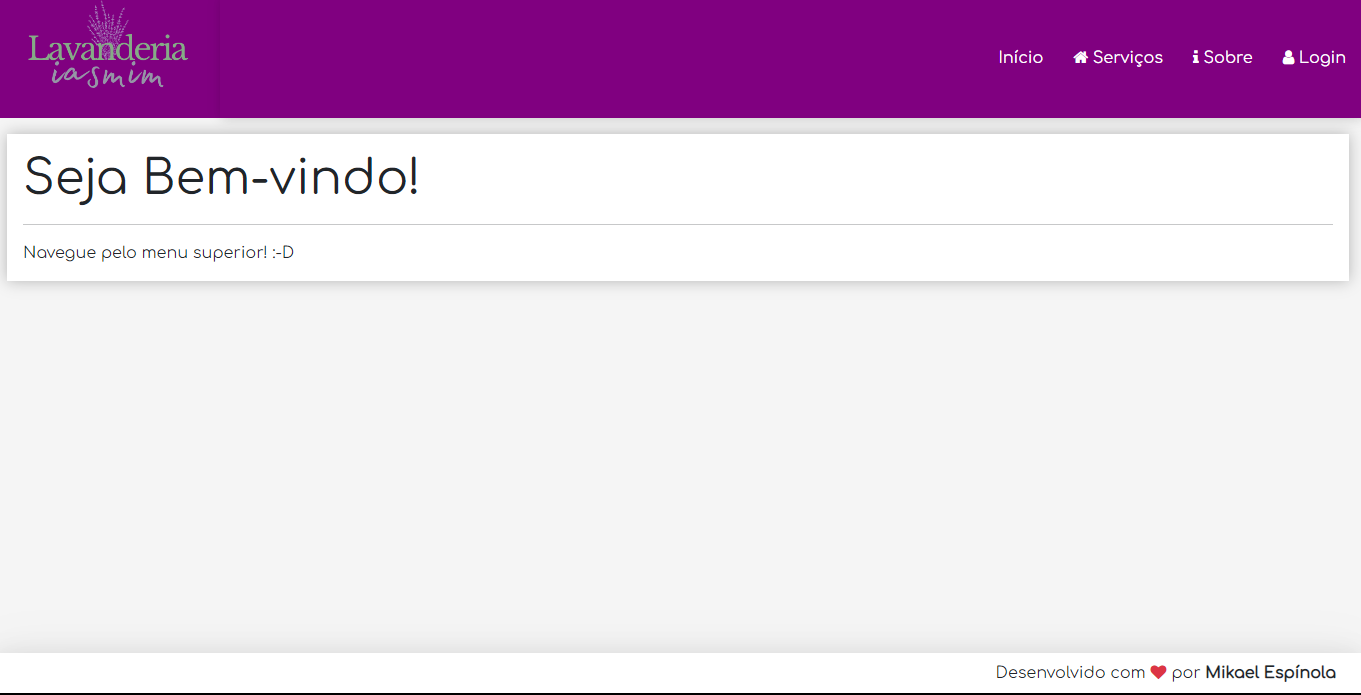 Lavanderia
iasmim
Início Serviços Sobre Login
Seja Bem-vindo!
Navegue pelo menu superior! :-D
Desenvolvido com ❤ por Mikael Espínola